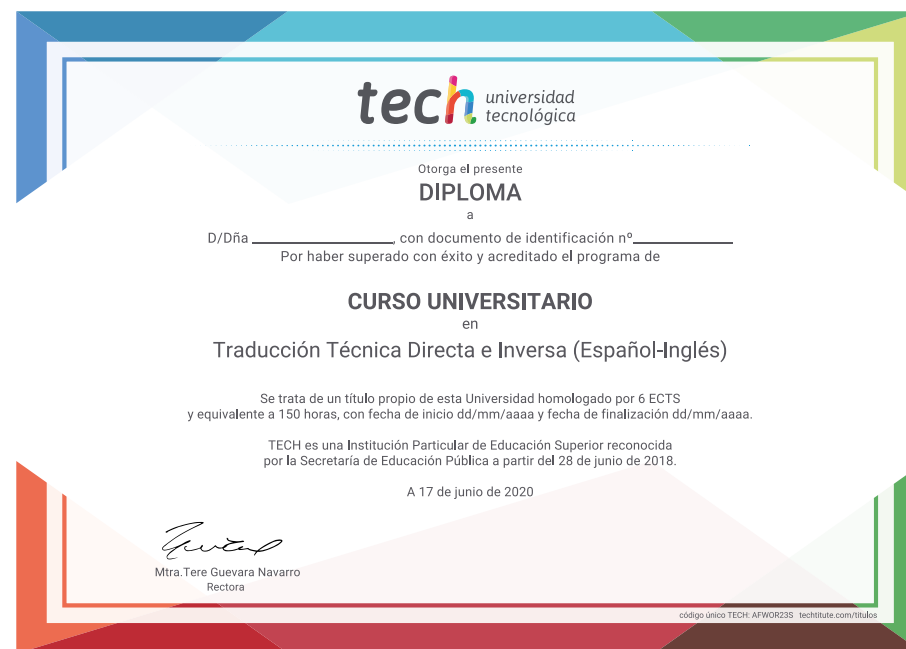 tech universidad
tecnológica
Otorga el presente
DIPLOMA
a
D/Dña ____________________, con documento de identificación nº______________
Por haber superado con éxito y acreditado el programa de
CURSO UNIVERSITARIO
en
Traducción Técnica Directa e Inversa (Español-Inglés)
Se trata de un título propio de esta Universidad homologado por 6 ECTS
y equivalente a 150 horas, con fecha de inicio dd/mm/aaaa y fecha de finalización dd/mm/aaaa.
TECH es una Institución Particular de Educación Superior reconocida
por la Secretaría de Educación Pública a partir del 28 de junio de 2018.
A 17 de junio de 2020
Mtra.Tere Guevara Navarro
Rectora
código único TECH: AFWOR23S techtitute.com/titulos